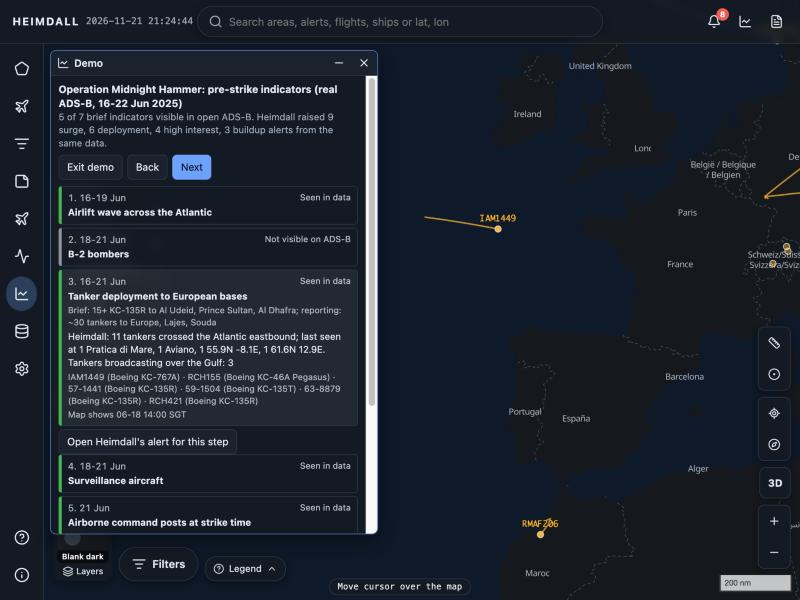 HEIMDALL 2026-11-21 21:24:44
Search areas, alerts, flights, ships or lat, lon
8
Demo
Operation Midnight Hammer: pre-strike indicators (real
ADS-B, 16-22 Jun 2025)
5 of 7 brief indicators visible in open ADS-B. Heimdall raised 9
surge, 6 deployment, 4 high interest, 3 buildup alerts from the
same data.
Exit demo
Back
Next
1. 16-19 Jun
Seen in data
Airlift wave across the Atlantic
2. 18-21 Jun
Not visible on ADS-B
B-2 bombers
3. 16-21 Jun
Seen in data
Tanker deployment to European bases
Brief: 15+ KC-135R to Al Udeid, Prince Sultan, Al Dhafra; reporting:
~30 tankers to Europe, Lajes, Souda
Heimdall: 11 tankers crossed the Atlantic eastbound; last seen
at 1 Pratica di Mare, 1 Aviano, 1 55.9N -8.1E, 1 61.6N 12.9E.
Tankers broadcasting over the Gulf: 3
IAM1449 (Boeing KC-767A) · RCH155 (Boeing KC-46A Pegasus) ·
57-1441 (Boeing KC-135R) · 59-1504 (Boeing KC-135T) · 63-8879
(Boeing KC-135R) · RCH421 (Boeing KC-135R)
Map shows 06-18 14:00 SGT
Open Heimdall's alert for this step
4. 18-21 Jun
Seen in data
Surveillance aircraft
5. 21 Jun
Seen in data
Airborne command posts at strike time
Blank dark
Layers
Filters
Legend
Move cursor over the map
United Kingdom
Ireland
België / Belgique
/ Belgien
IAM1449
Paris
France
Barcelona
Portugal
España
Alger
RMAF206
Maroc
3D
200 nm